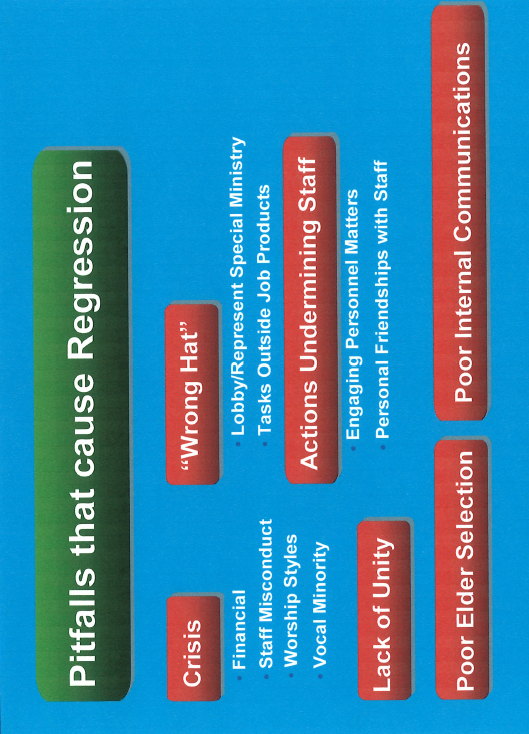 Pitfalls that cause Regression
Crisis
• Financial
• Staff Misconduct
• Worship Styles
• Vocal Minority
"Wrong Hat"
• Lobby/Represent Special Ministry
• Tasks Outside Job Products
Actions Undermining Staff
• Engaging Personnel Matters
• Personal Friendships with Staff
Lack of Unity
Poor Elder Selection
Poor Internal Communications